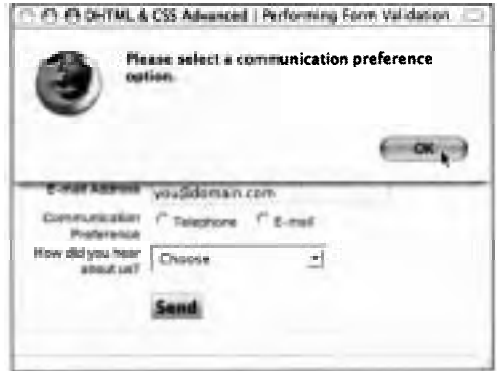 DHTML & CSS Advanced | Performing Form Validation
Please select a communication preference
option.
OK
E-mail Address
you@domain.com
Communication
Preference
Telephone
E-mail
How did you hear
about us?
Choose
Send